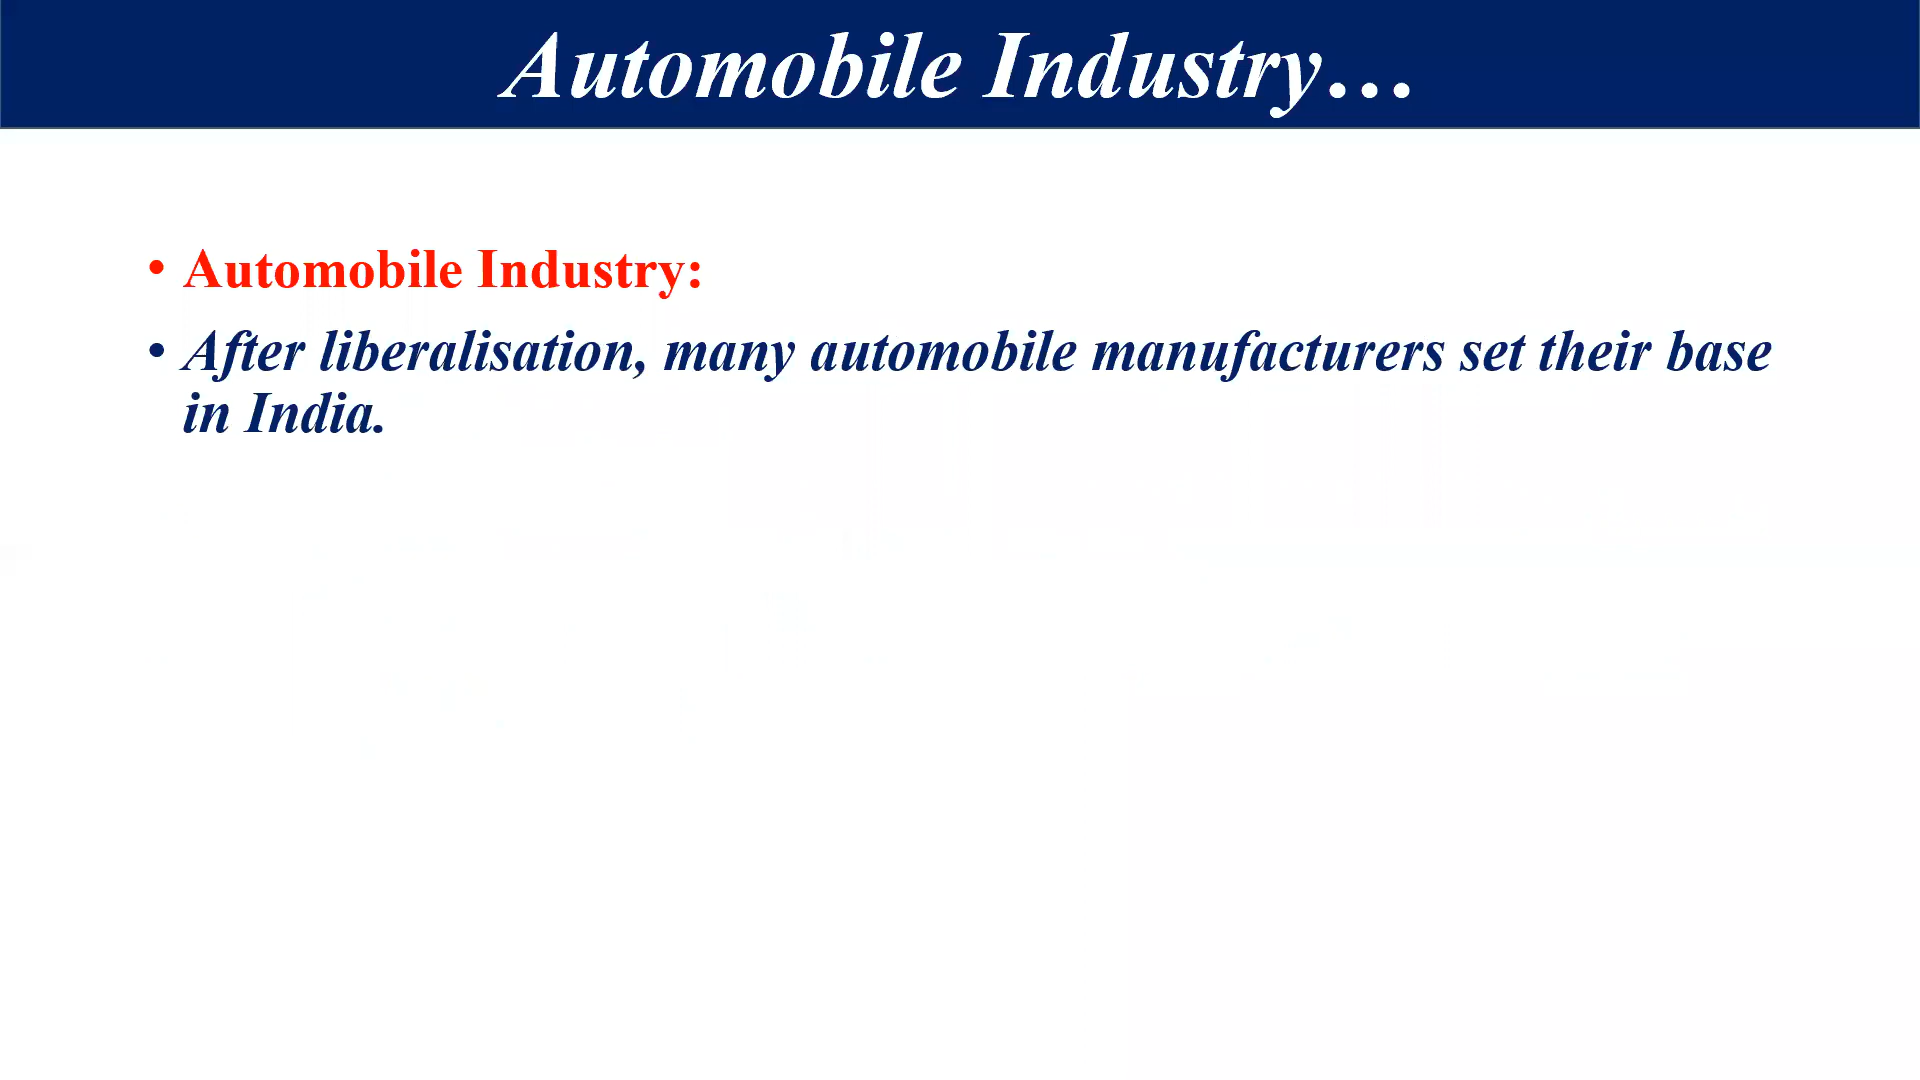 Automobile Industry...
• Automobile Industry:
• After liberalisation, many automobile manufacturers set their base
in India.